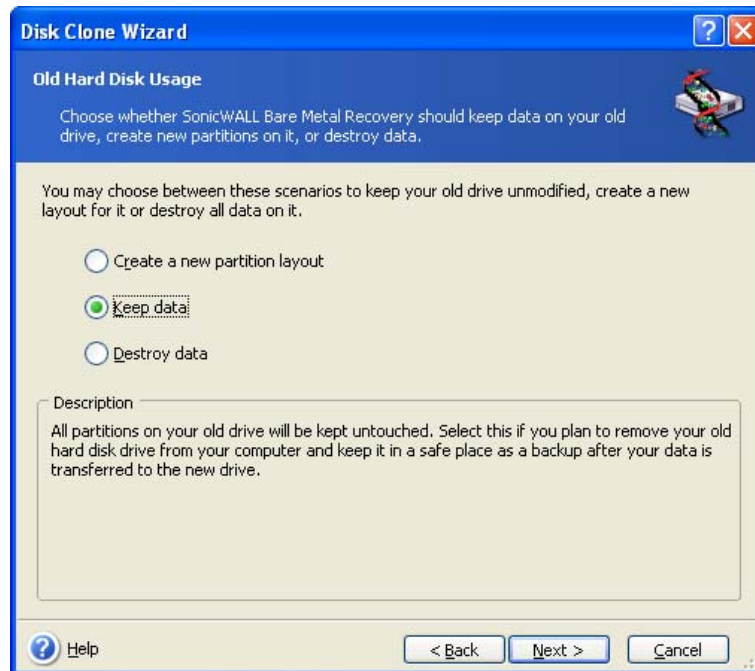 Disk Clone Wizard
Old Hard Disk Usage
Choose whether SonicWALL Bare Metal Recovery should keep data on your old
drive, create new partitions on it, or destroy data.
You may choose between these scenarios to keep your old drive unmodified, create a new
layout for it or destroy all data on it.
Create a new partition layout
Keep data
Destroy data
Description
All partitions on your old drive will be kept untouched. Select this if you plan to remove your old
hard disk drive from your computer and keep it in a safe place as a backup after your data is
transferred to the new drive.
? Help
< Back
Next >
Cancel